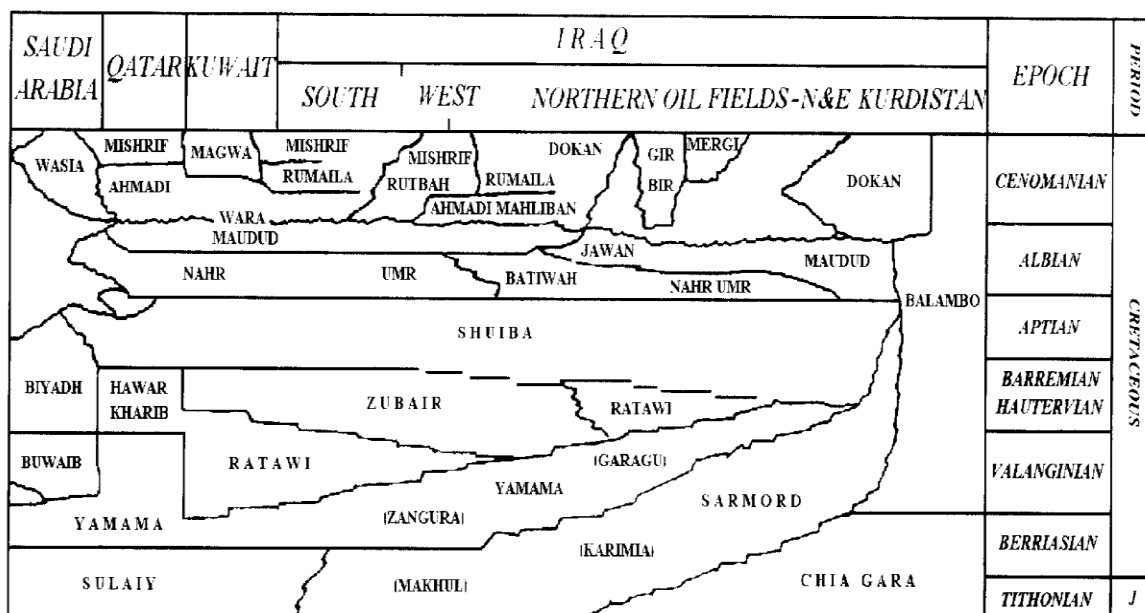 SAUDI ARABIA
QATAR
KUWAIT
IRAQ
SOUTH
WEST
NORTHERN OIL FIELDS-N&E KURDISTAN
EPOCH
PERIOD
WASIA
MISHRIF
MAGWA
MISHRIF
MISHRIF
DOKAN
GIR
MERGI
AHMADI
RUMAILA
RUTBAH
RUMAILA
BIR
DOKAN
CENOMANIAN
WARA
AHMADI MAHLIBAN
MAUDUD
JAWAN
MAUDUD
ALBIAN
NAHR UMR
BATIWAH
NAHR UMR
BALAMBO
SHUIBA
APTIAN
CRETACEOUS
BIYADH
HAWAR
KHARIB
ZUBAIR
RATAWI
BARREMIAN
HAUTERVIAN
BUWAIB
RATAWI
(GARAGU)
YAMAMA
SARMORD
VALANGINIAN
YAMAMA
(ZANGURA)
(KARIMIA)
BERRIASIAN
SULAIY
(MAKHUL)
CHIA GARA
TITHONIAN
J